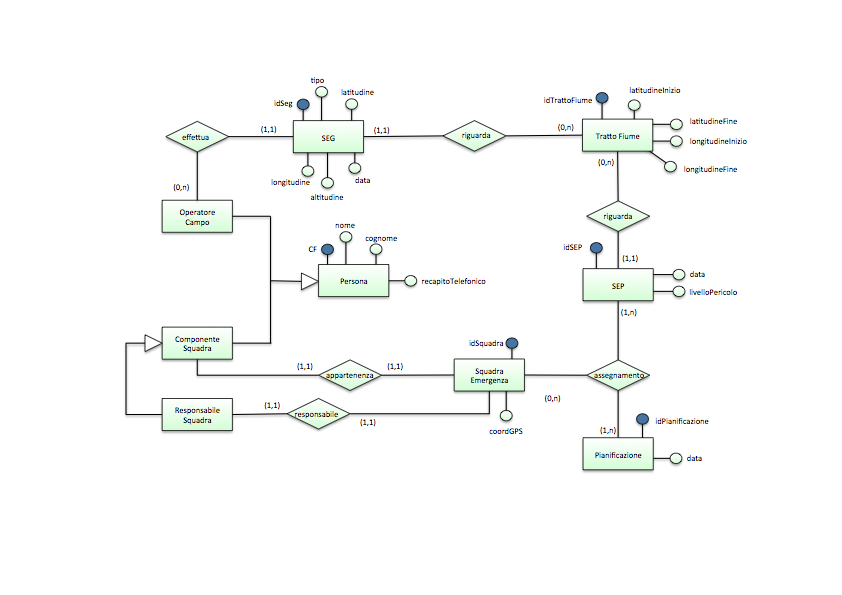 tipo
latitudine
idSeg
SEG
longitudine
altitudine
data
effettua
(1,1)
(1,1)
riguarda
(0,n)
idTrattoFiume
latitudineInizio
Tratto Fiume
latitudineFine
longitudineInizio
longitudineFine
(0,n)
(0,n)
Operatore
Campo
riguarda
nome
cognome
CF
Persona
recapitoTelefonico
idSEP
(1,1)
SEP
data
livelloPericolo
(1,n)
Componente
Squadra
idSquadra
(1,1)
appartenenza
(1,1)
Squadra
Emergenza
assegnamento
(0,n)
Responsabile
Squadra
(1,1)
responsabile
(1,1)
coordGPS
(1,n)
idPianificazione
Pianificazione
data